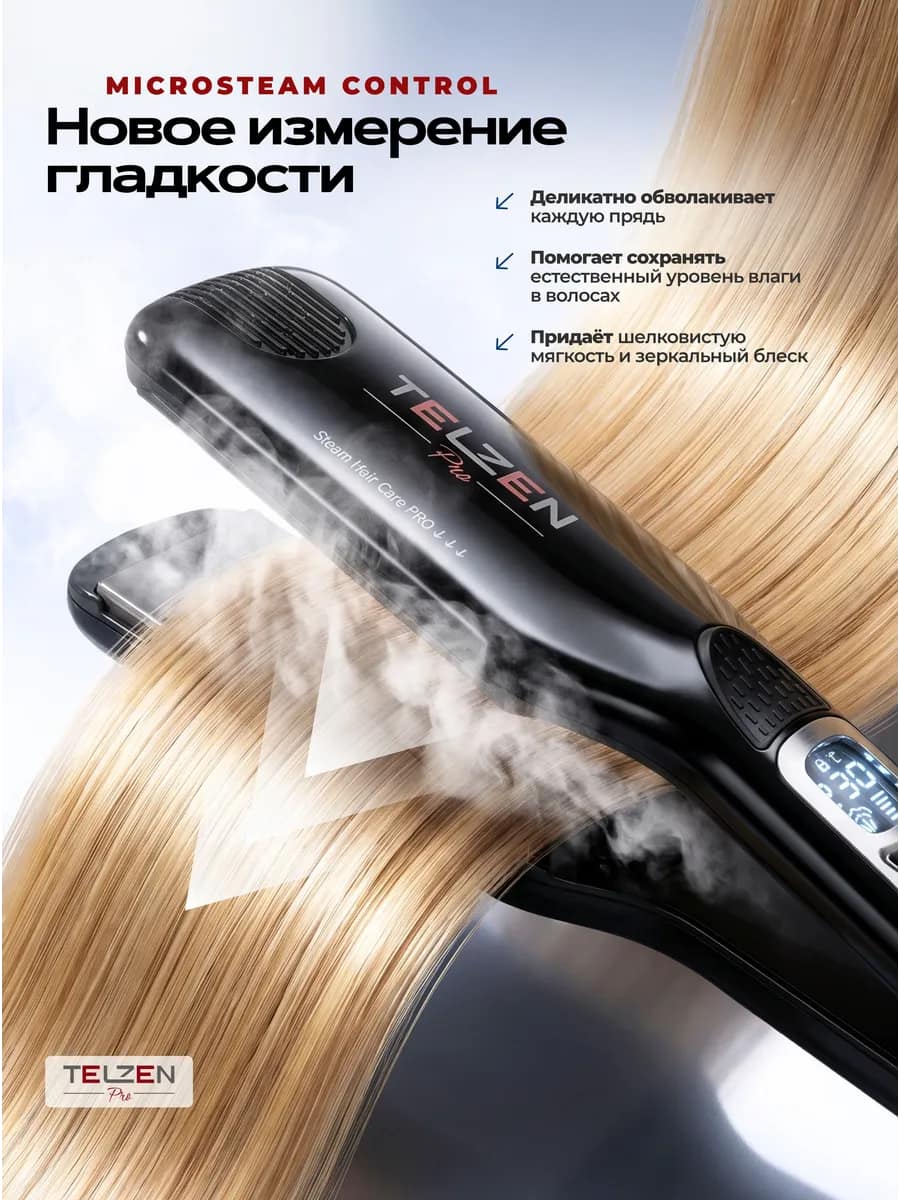 MICROSTEAM CONTROL
Новое измерение
гладкости
Деликатно обволакивает
каждую прядь
Помогает сохранять
естественный уровень влаги
в волосах
Придаёт шелковистую
мягкость и зеркальный блеск
TELZEN
Pro
Steam Hair Care PRO ↓↓↓
TELZEN
Pro